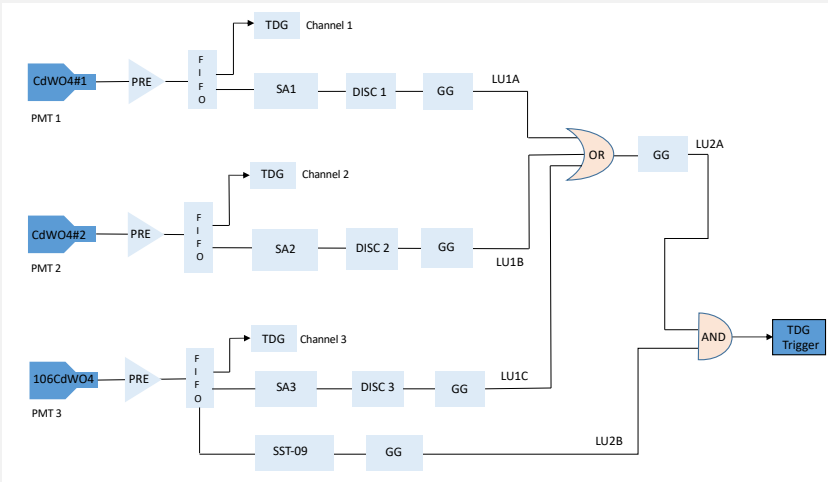 TDG
Channel 1
CdWO4#1
PRE
F
I
F
O
SA1
DISC 1
GG
LU1A
PMT 1
OR
GG
LU2A
TDG
Channel 2
CdWO4#2
PRE
F
I
F
O
SA2
DISC 2
GG
LU1B
PMT 2
TDG
Channel 3
AND
TDG
Trigger
106CdWO4
PRE
F
I
F
O
SA3
DISC 3
GG
LU1C
PMT 3
SST-09
GG
LU2B